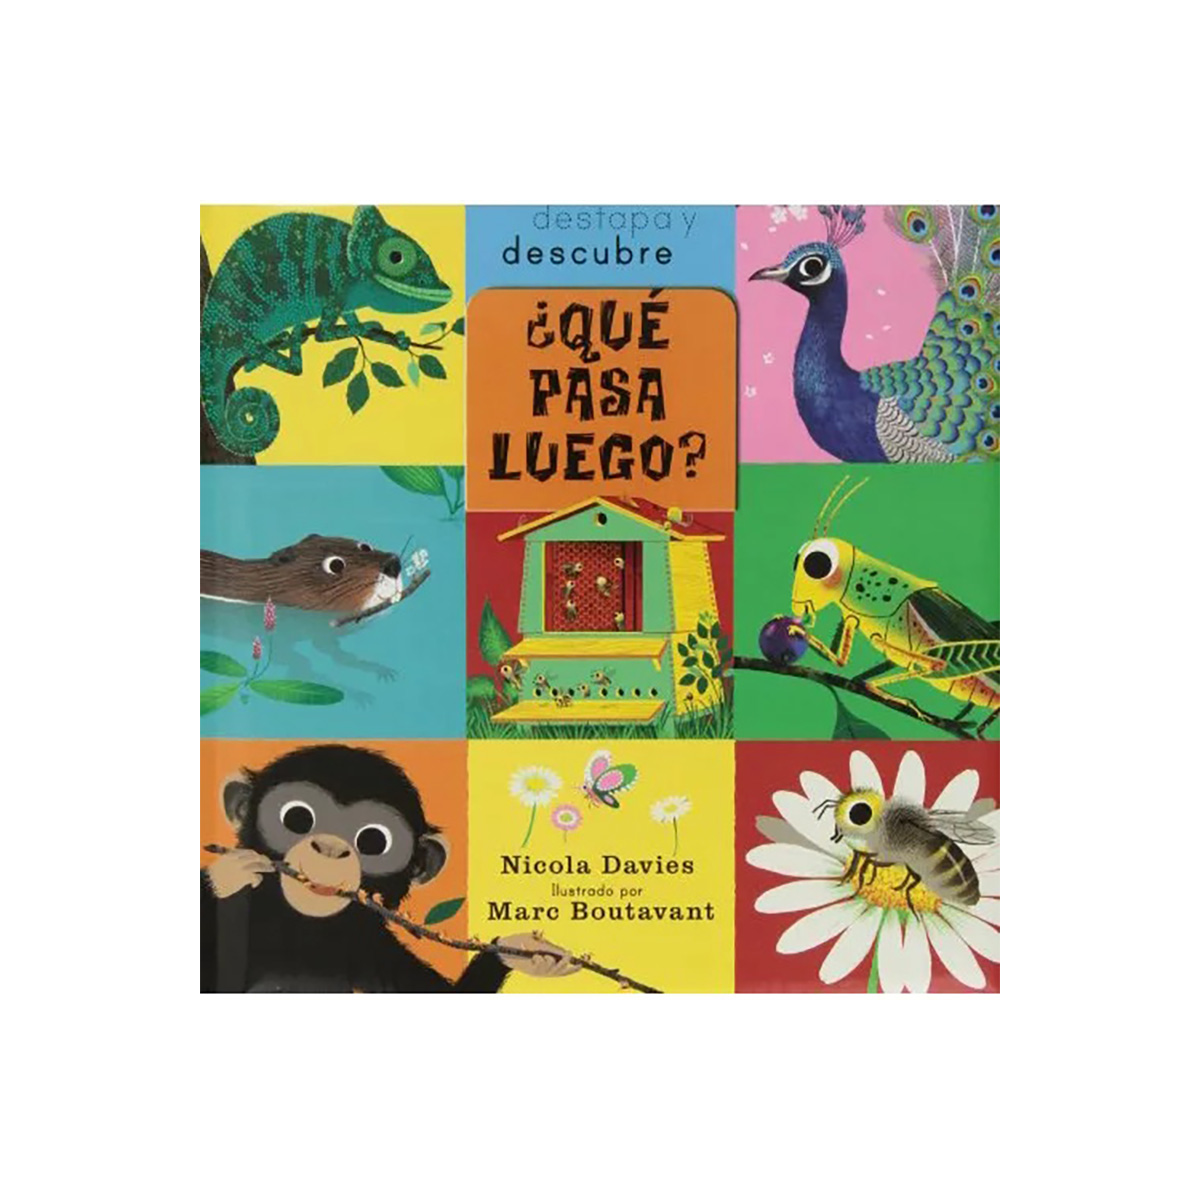 destapa y
descubre
¿QUÉ
PASA
LUEGO?
Nicola Davies
Ilustrado por
Marc Boutavant